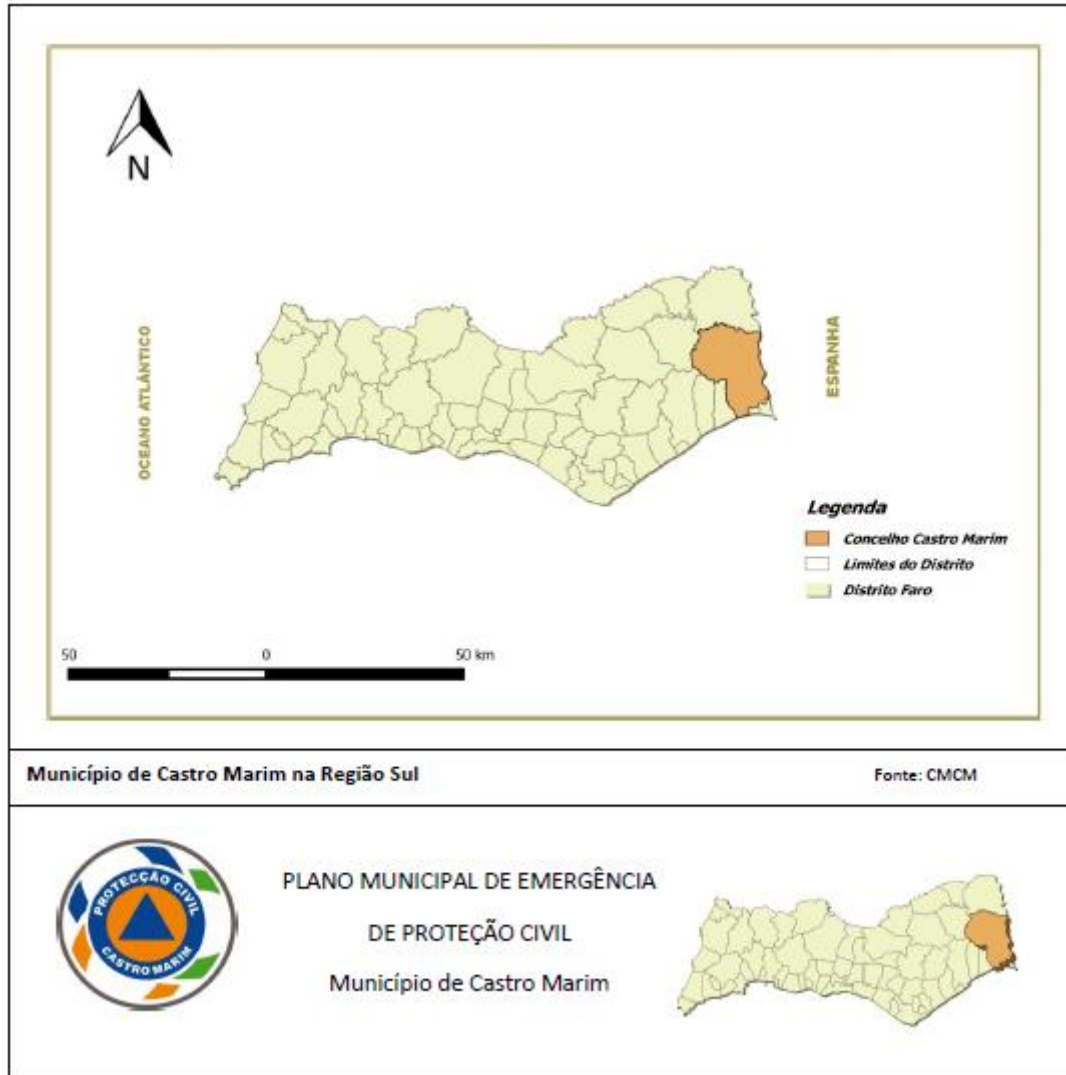 N
OCEANO ATLÂNTICO
ESPANHA
Legenda
Concelho Castro Marim
Limites do Distrito
Distrito Faro
50 0 50 km
Município de Castro Marim na Região Sul
Fonte: CMCM
PROTECÇÃO CIVIL
CASTRO MARIM
PLANO MUNICIPAL DE EMERGÊNCIA
DE PROTEÇÃO CIVIL
Município de Castro Marim